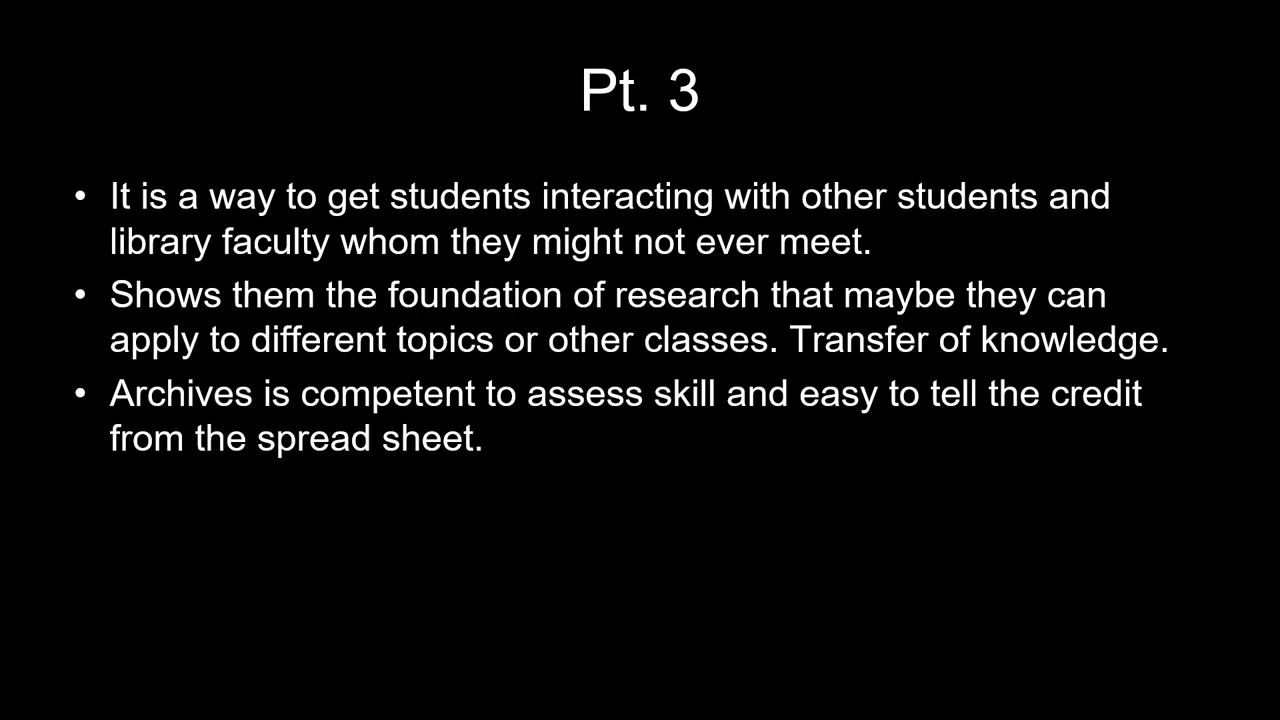 Pt. 3
• It is a way to get students interacting with other students and
library faculty whom they might not ever meet.
• Shows them the foundation of research that maybe they can
apply to different topics or other classes. Transfer of knowledge.
• Archives is competent to assess skill and easy to tell the credit
from the spread sheet.